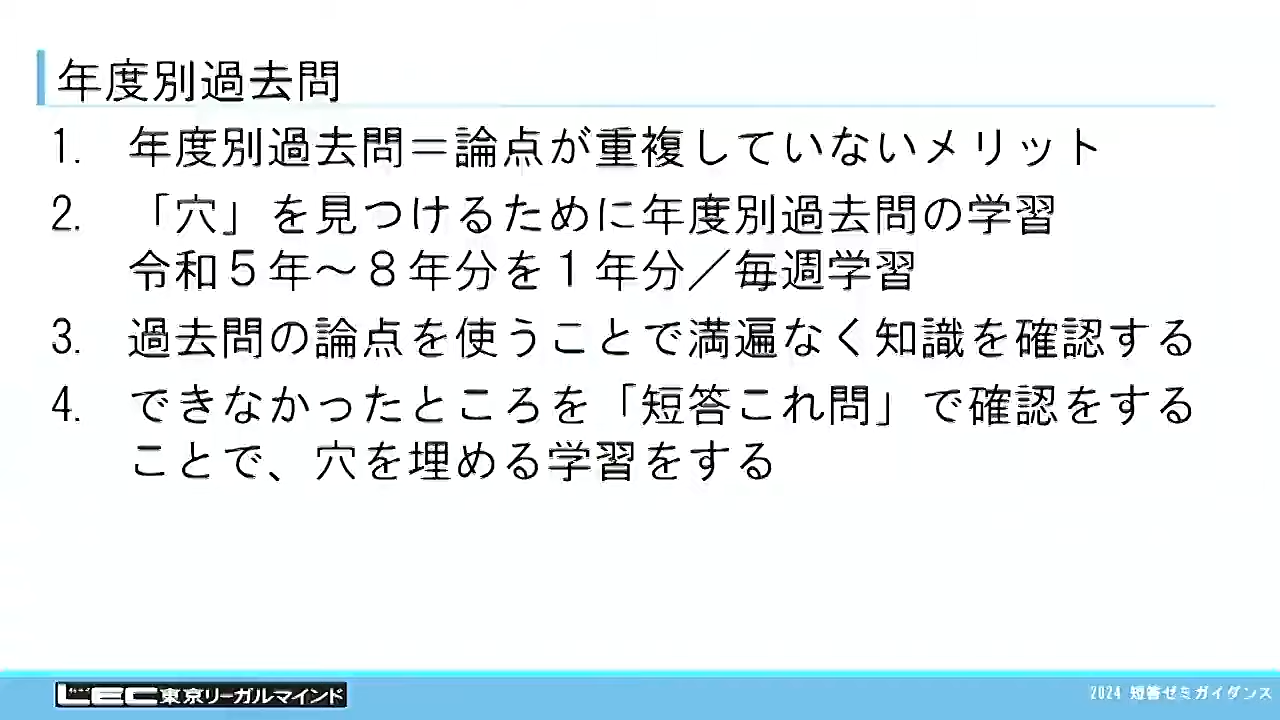 年度別過去問
1. 年度別過去問＝論点が重複していないメリット
2. 「穴」を見つけるために年度別過去問の学習
令和５年～８年分を１年分／毎週学習
3. 過去問の論点を使うことで満遍なく知識を確認する
4. できなかったところを「短答これ問」で確認をする
ことで、穴を埋める学習をする
LEC東京リーガルマインド
2024 短答ゼミガイダンス